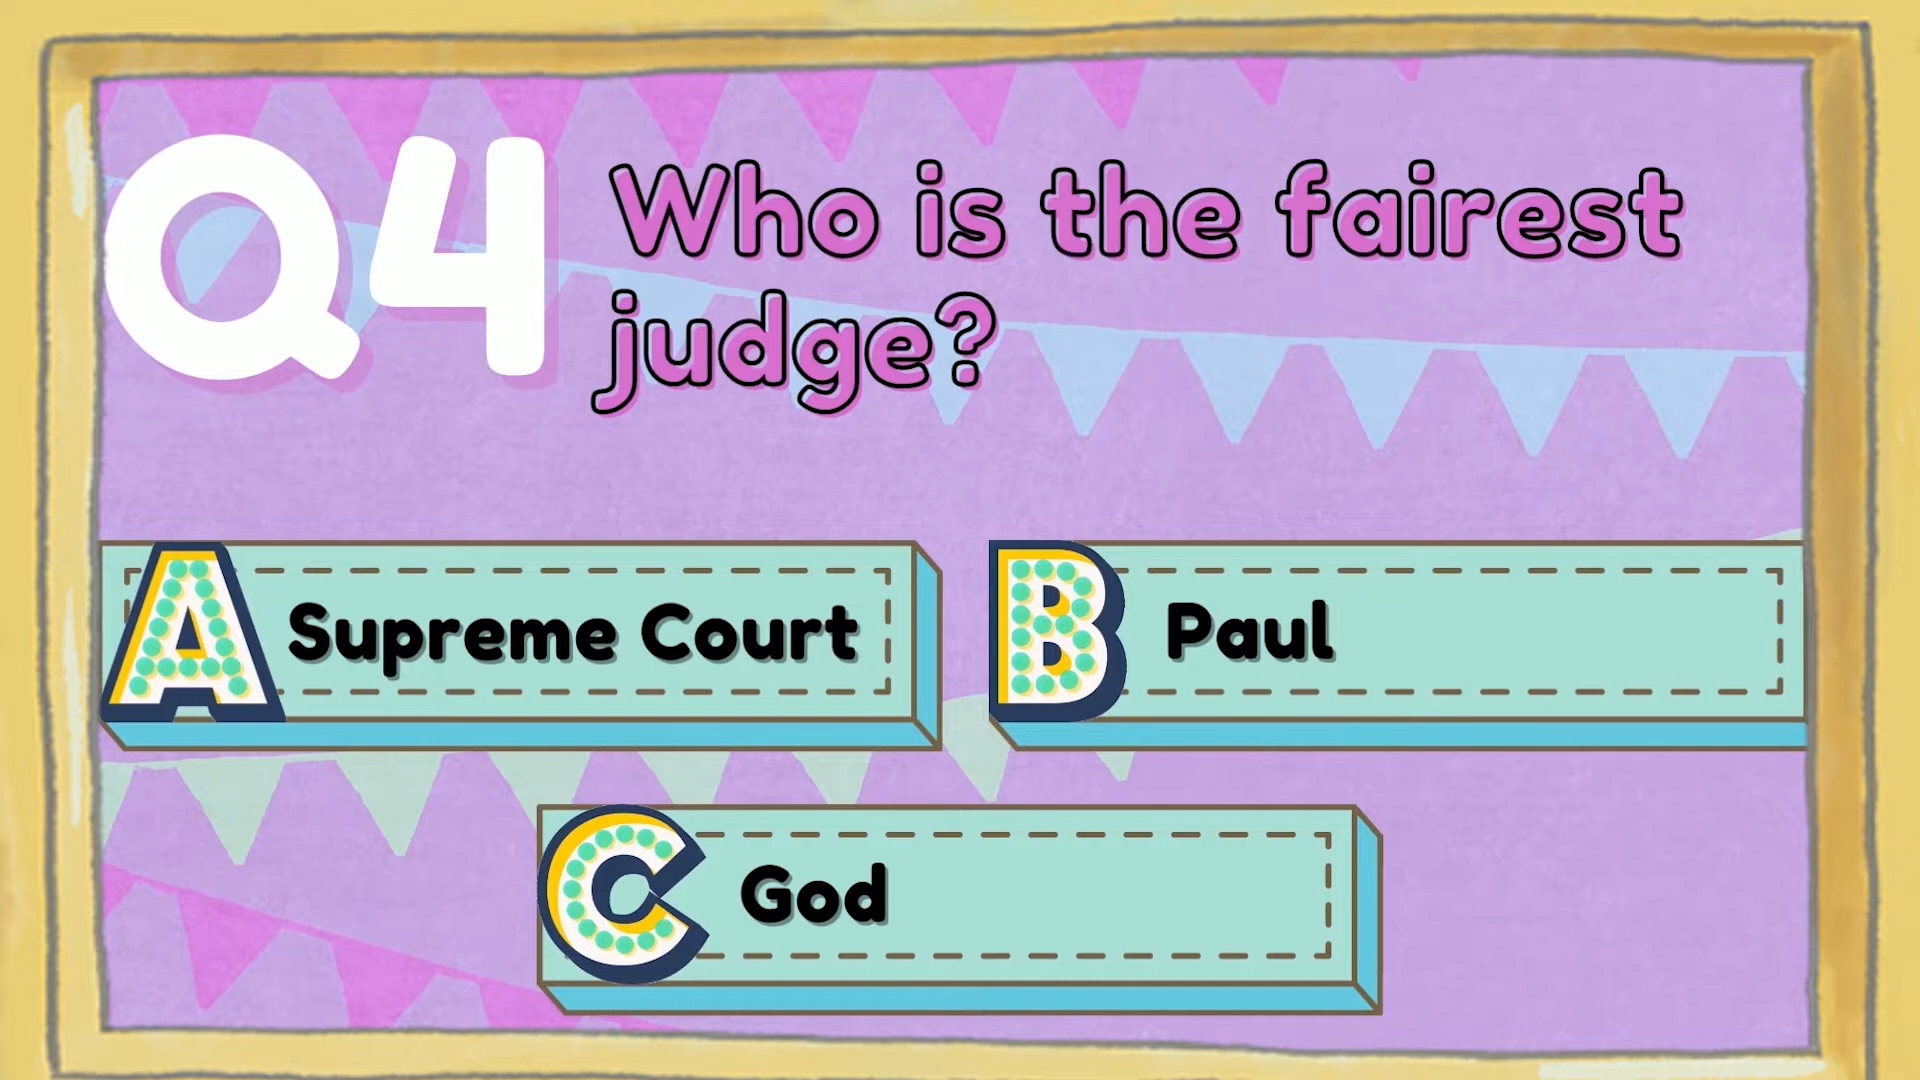 Q4
Who is the fairest
judge?
A Supreme Court
B Paul
C God